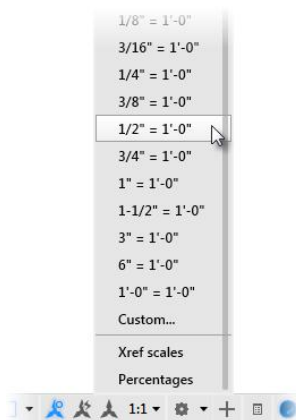 1/8" = 1'-0"
3/16" = 1'-0"
1/4" = 1'-0"
3/8" = 1'-0"
1/2" = 1'-0"
3/4" = 1'-0"
1" = 1'-0"
1-1/2" = 1'-0"
3" = 1'-0"
6" = 1'-0"
1'-0" = 1'-0"
Custom...
Xref scales
Percentages
1:1